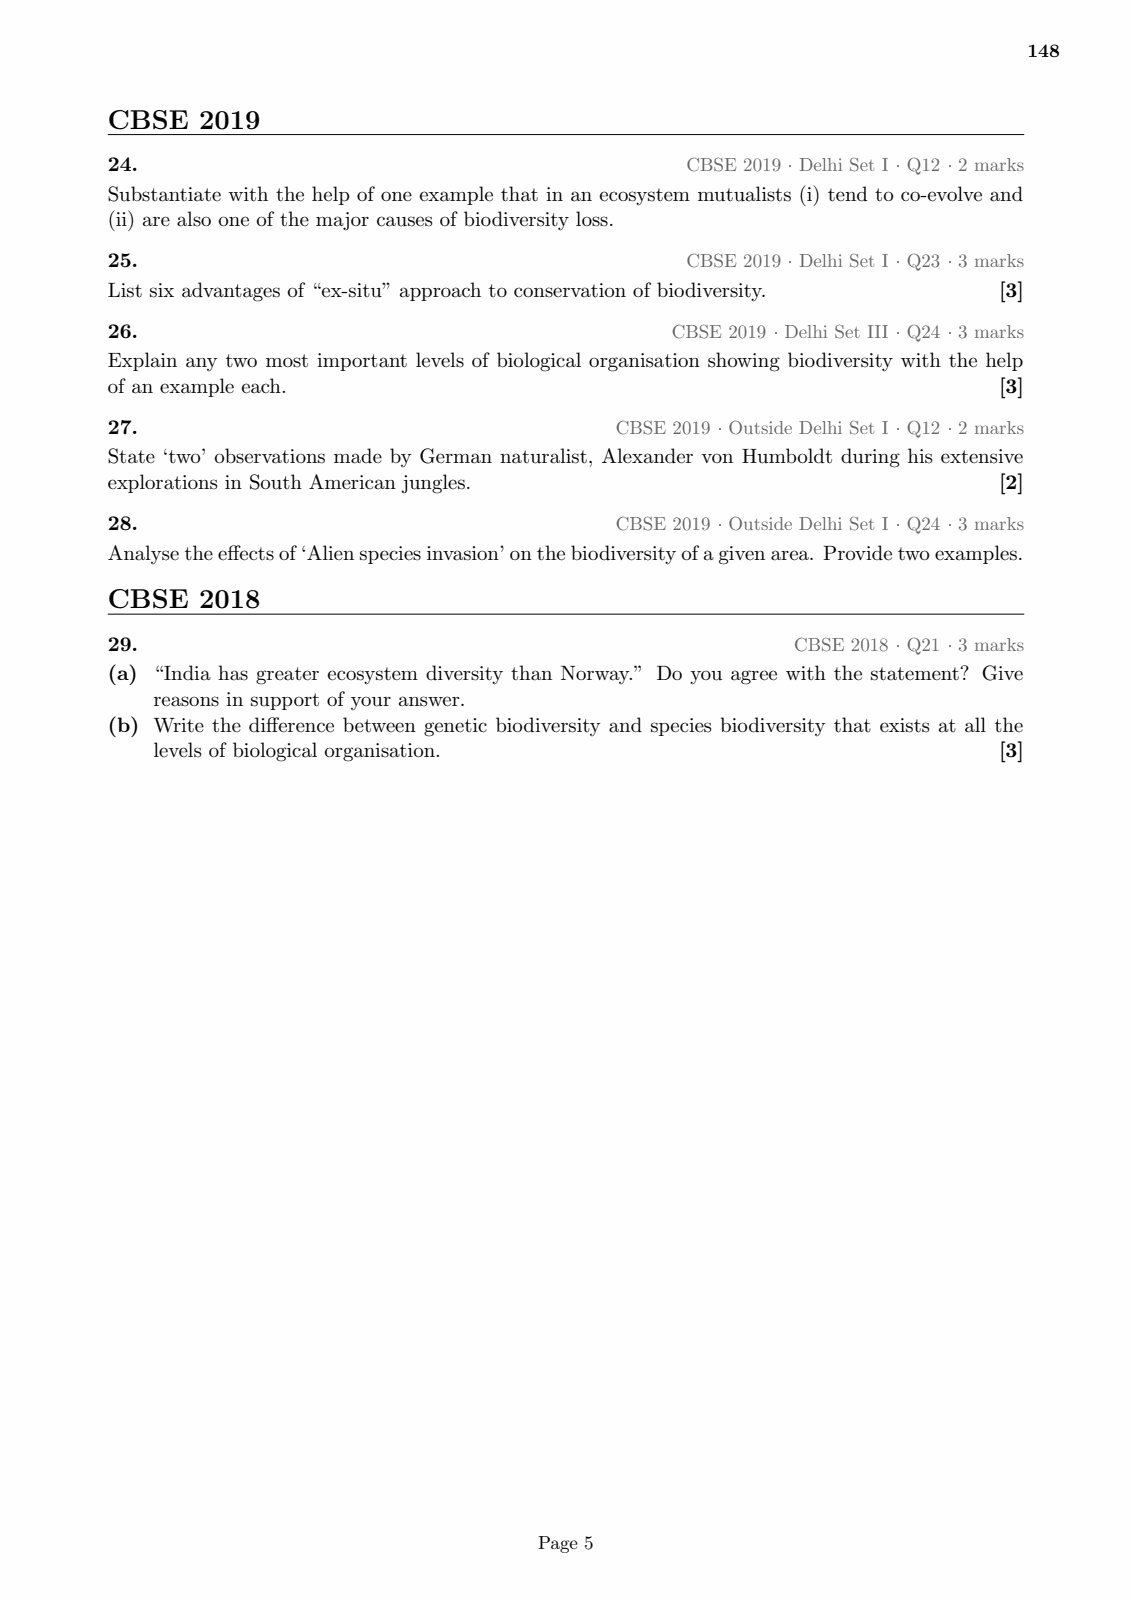 148
CBSE 2019
24. CBSE 2019 · Delhi Set I · Q12 · 2 marks
Substantiate with the help of one example that in an ecosystem mutualists (i) tend to co-evolve and
(ii) are also one of the major causes of biodiversity loss.
25. CBSE 2019 · Delhi Set I · Q23 · 3 marks
List six advantages of “ex-situ” approach to conservation of biodiversity. [3]
26. CBSE 2019 · Delhi Set III · Q24 · 3 marks
Explain any two most important levels of biological organisation showing biodiversity with the help
of an example each. [3]
27. CBSE 2019 · Outside Delhi Set I · Q12 · 2 marks
State ‘two’ observations made by German naturalist, Alexander von Humboldt during his extensive
explorations in South American jungles. [2]
28. CBSE 2019 · Outside Delhi Set I · Q24 · 3 marks
Analyse the effects of ‘Alien species invasion’ on the biodiversity of a given area. Provide two examples.
CBSE 2018
29. CBSE 2018 · Q21 · 3 marks
(a) “India has greater ecosystem diversity than Norway.” Do you agree with the statement? Give
reasons in support of your answer.
(b) Write the difference between genetic biodiversity and species biodiversity that exists at all the
levels of biological organisation. [3]
Page 5